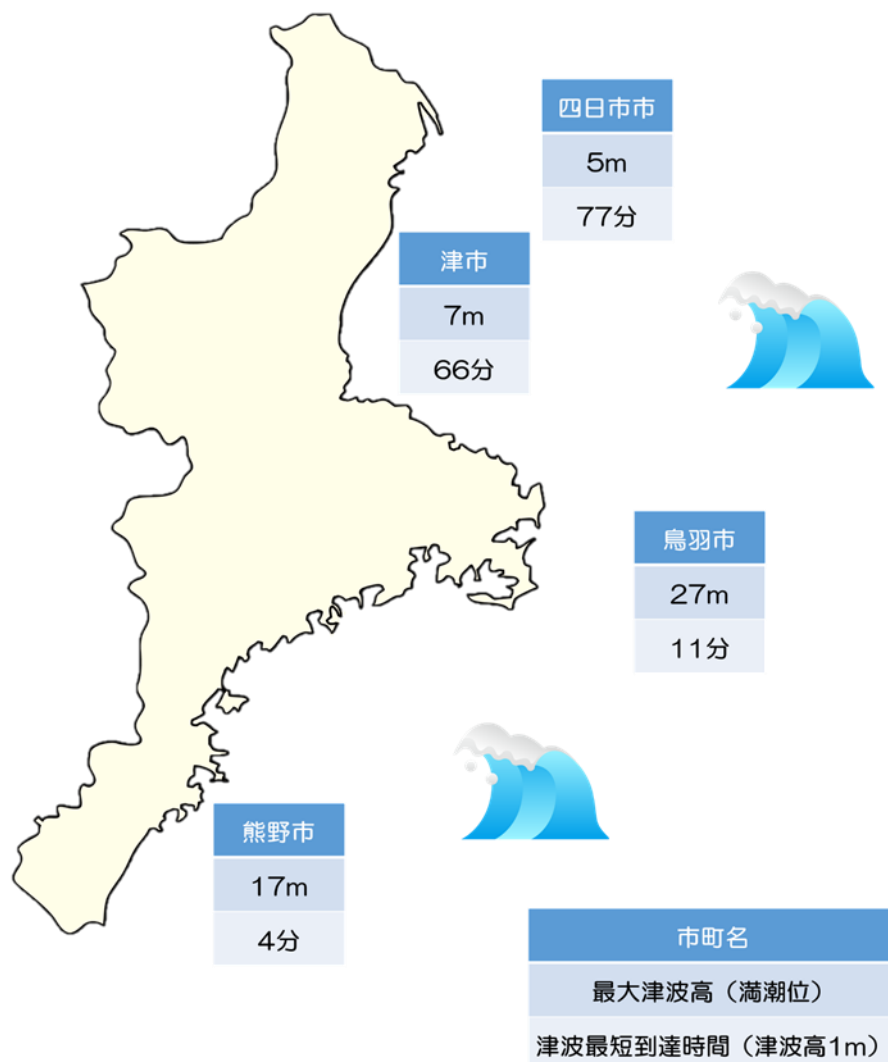 四日市市
5m
77分
津市
7m
66分
鳥羽市
27m
11分
熊野市
17m
4分
市町名
最大津波高（満潮位）
津波最短到達時間（津波高1m）